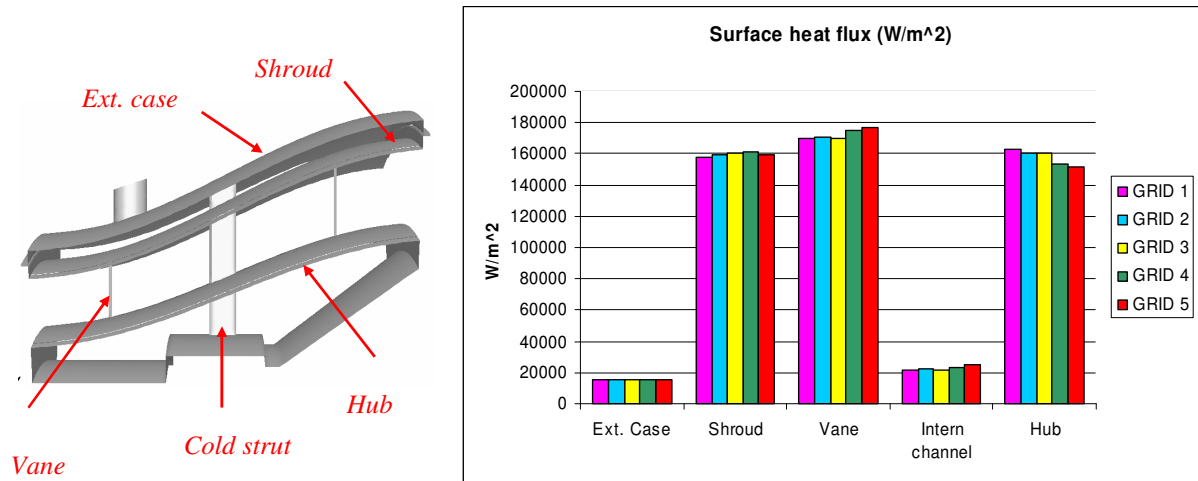 Shroud
Ext. case
Hub
Cold strut
Vane
Surface heat flux (W/m^2)
W/m^2
200000
180000
160000
140000
120000
100000
80000
60000
40000
20000
0
Ext. Case
Shroud
Vane
Intern
channel
Hub
GRID 1
GRID 2
GRID 3
GRID 4
GRID 5